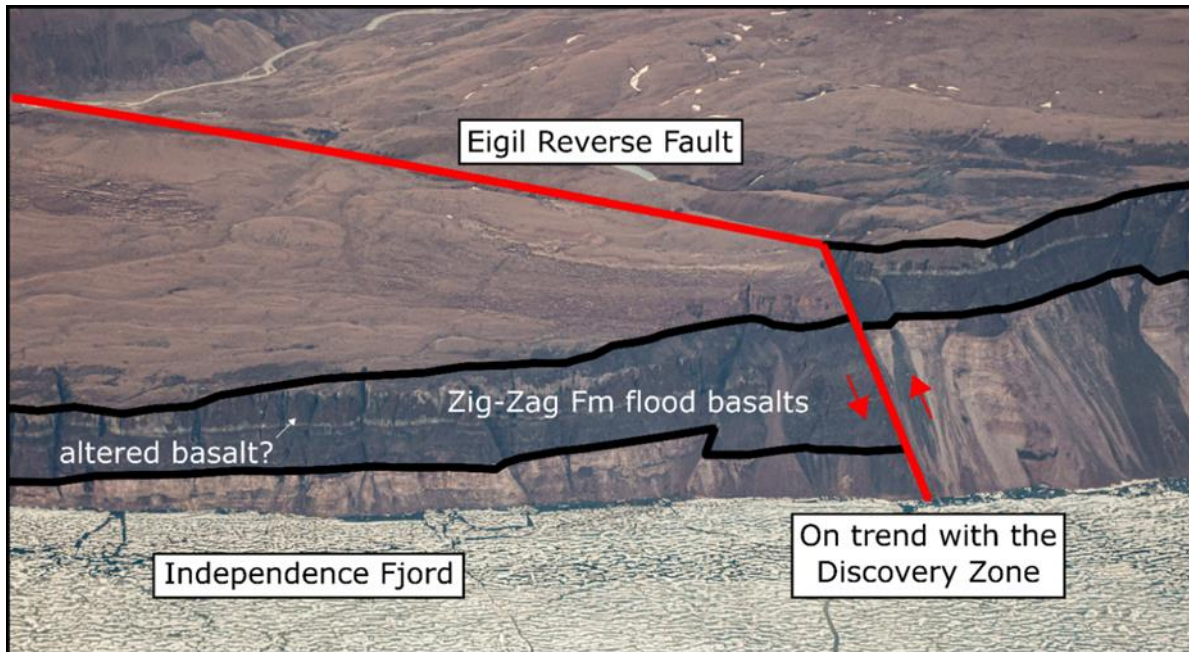 Eigil Reverse Fault
Zig-Zag Fm flood basalts
altered basalt?
Independence Fjord
On trend with the
Discovery Zone